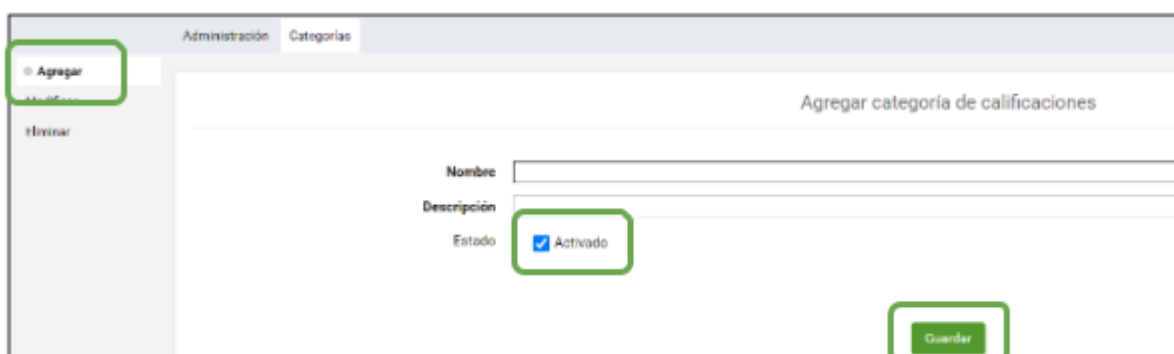 Administración Categorías
Agregar
Eliminar
Agregar categoría de calificaciones
Nombre
Descripción
Estado Activado
Guardar